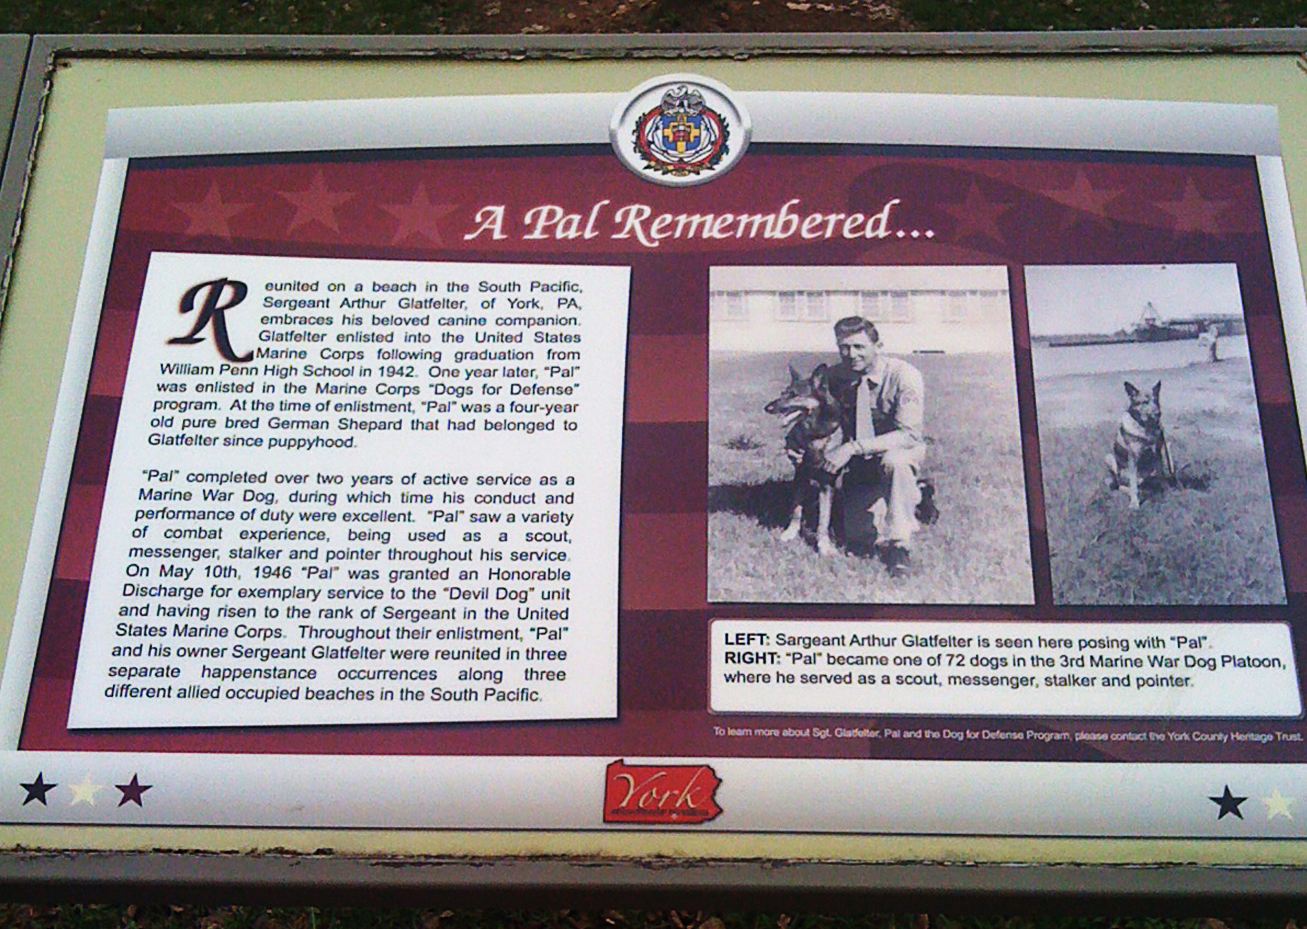 A Pal Remembered...
Reunited on a beach in the South Pacific,
Sergeant Arthur Glatfelter, of York, PA,
embraces his beloved canine companion.
Glatfelter enlisted into the United States
Marine Corps following graduation from
William Penn High School in 1942. One year later, “Pal”
was enlisted in the Marine Corps “Dogs for Defense”
program. At the time of enlistment, “Pal” was a four-year
old pure bred German Shepard that had belonged to
Glatfelter since puppyhood.
“Pal” completed over two years of active service as a
Marine War Dog, during which time his conduct and
performance of duty were excellent. “Pal” saw a variety
of combat experience, being used as a scout,
messenger, stalker and pointer throughout his service.
On May 10th, 1946 “Pal” was granted an Honorable
Discharge for exemplary service to the “Devil Dog” unit
and having risen to the rank of Sergeant in the United
States Marine Corps. Throughout their enlistment, “Pal”
and his owner Sergeant Glatfelter were reunited in three
separate happenstance occurrences along three
different allied occupied beaches in the South Pacific.
LEFT: Sargeant Arthur Glatfelter is seen here posing with “Pal”.
RIGHT: “Pal” became one of 72 dogs in the 3rd Marine War Dog Platoon,
where he served as a scout, messenger, stalker and pointer.
To learn more about Sgt. Glatfelter, Pal and the Dog for Defense Program, please contact the York County Heritage Trust.
York